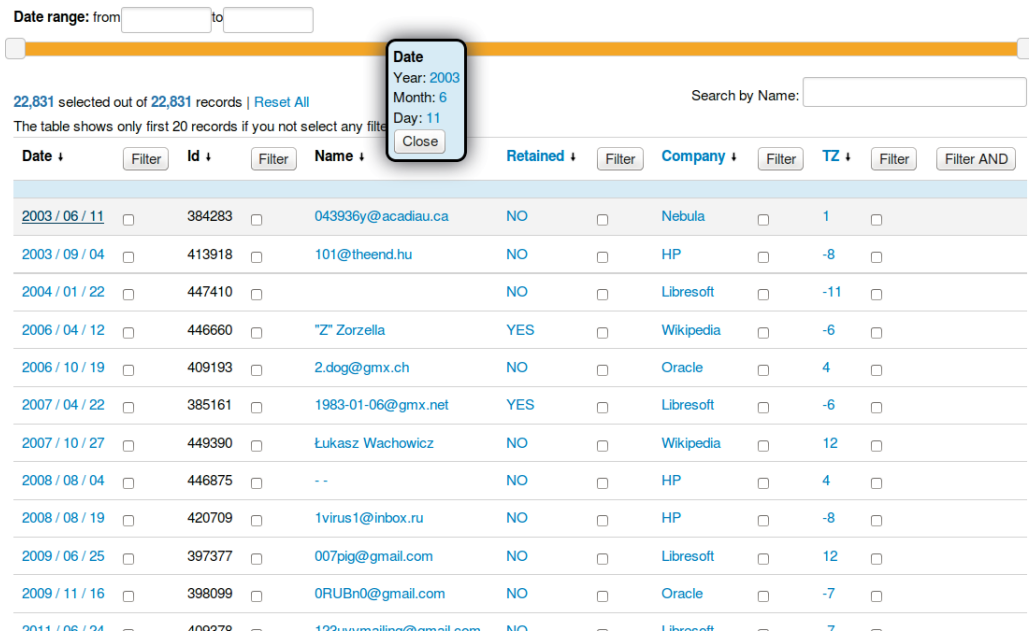 Date range: from to
Date
Year: 2003
Month: 6
Day: 11
Close
Search by Name:
22,831 selected out of 22,831 records | Reset All
The table shows only first 20 records if you not select any filte
Date ↓ Filter Id ↓ Filter Name ↓ Retained ↓ Filter Company ↓ Filter TZ ↓ Filter Filter AND
2003 / 06 / 11 384283 043936y@acadiau.ca NO Nebula 1
2003 / 09 / 04 413918 101@theend.hu NO HP -8
2004 / 01 / 22 447410 NO Libresoft -11
2006 / 04 / 12 446660 "Z" Zorzella YES Wikipedia -6
2006 / 10 / 19 409193 2.dog@gmx.ch NO Oracle 4
2007 / 04 / 22 385161 1983-01-06@gmx.net YES Libresoft -6
2007 / 10 / 27 449390 Łukasz Wachowicz NO Wikipedia 12
2008 / 08 / 04 446875 - - NO HP 4
2008 / 08 / 19 420709 1virus1@inbox.ru NO HP -8
2009 / 06 / 25 397377 007pig@gmail.com NO Libresoft 12
2009 / 11 / 16 398099 0RUBn0@gmail.com NO Oracle -7
2011 / 06 / 24 409378 NO Libresoft